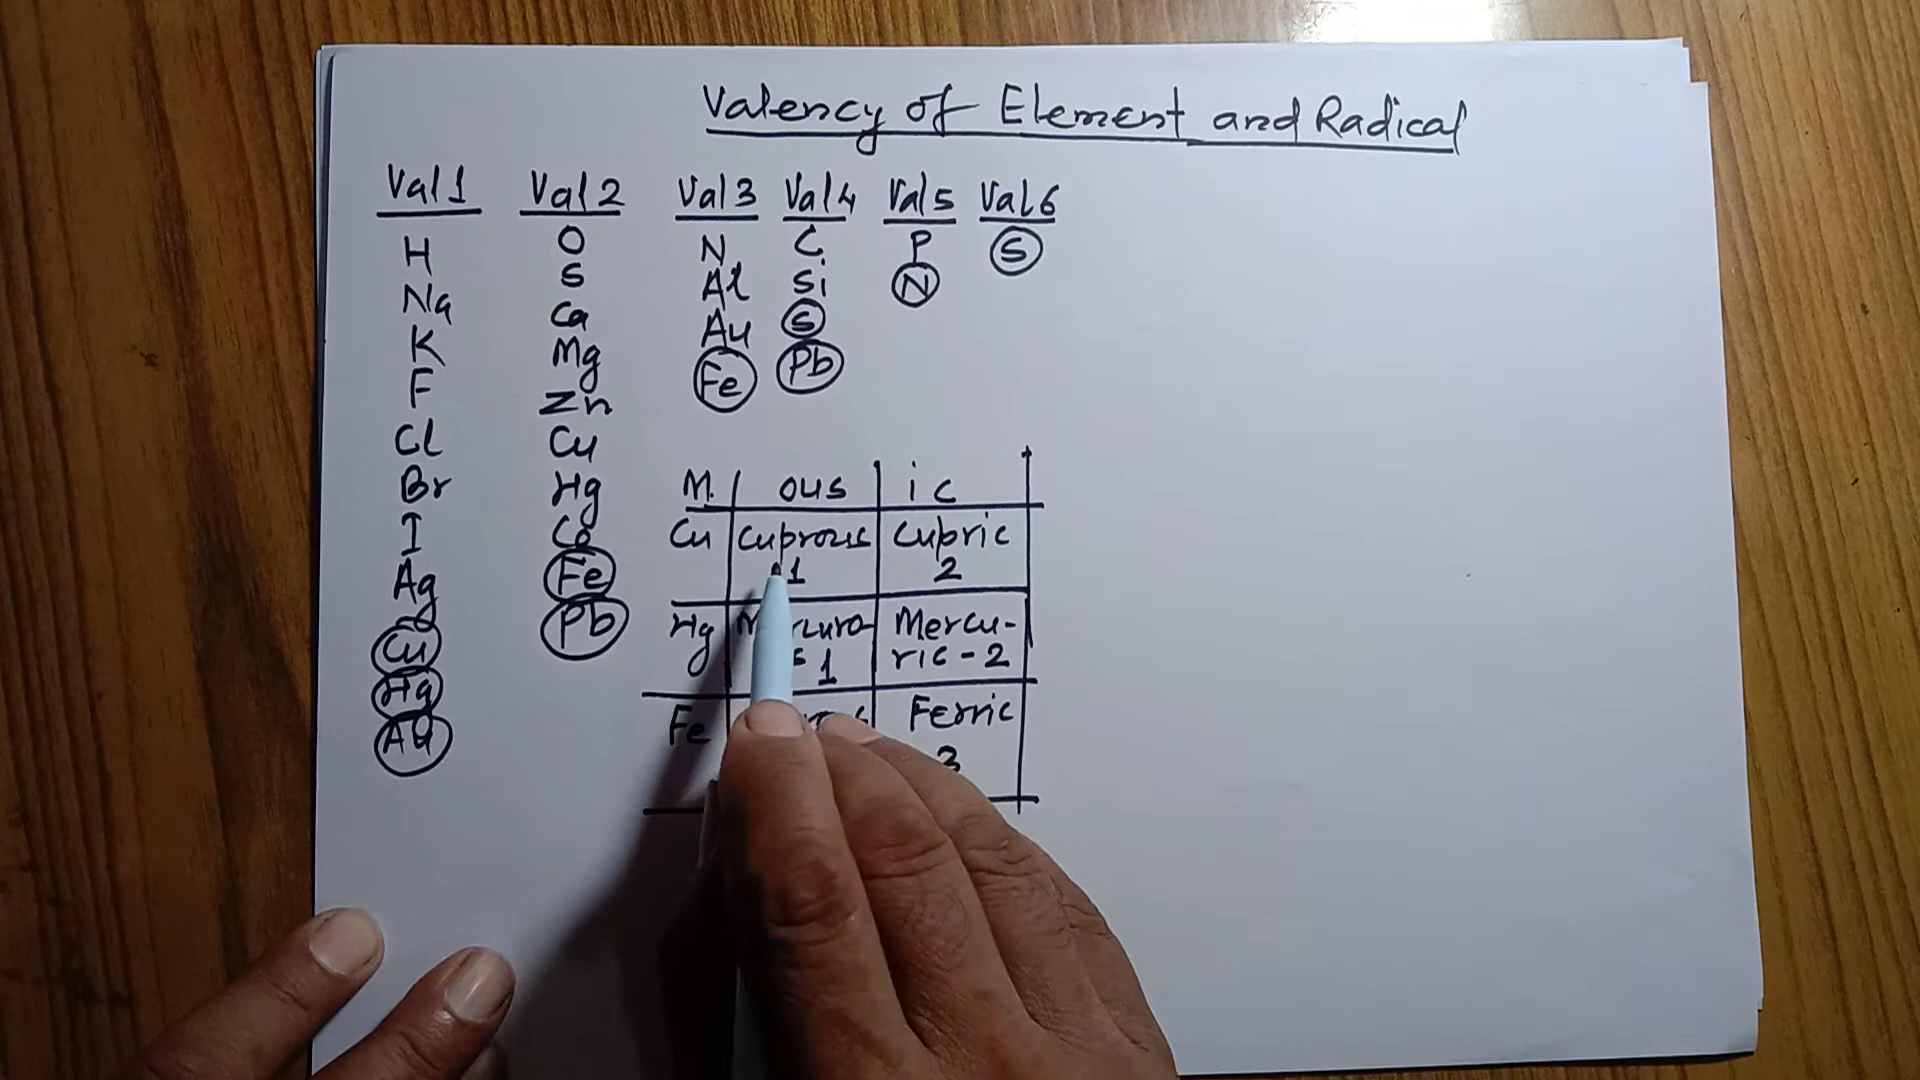 Valency of Element and Radical
Val 1 Val 2 Val 3 Val 4 Val 5 Val 6
H O N C P S
Na S Al Si N
K Ca Au S
F Mg Fe Pb
Cl Zn
Br Cu
I Hg
Ag Co
Cu Fe
Hg Pb
Au
M. ous ic
Cu Cuprous Cupric
1 2
Hg Mercu-
1 ric-2
Fe Ferric
3